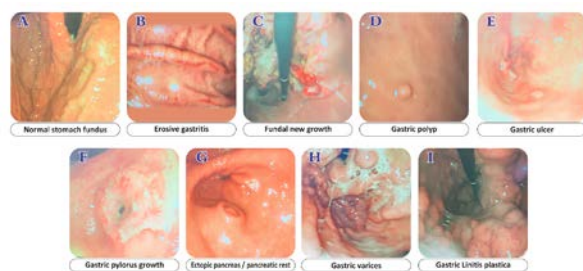 A
B
C
D
E
Normal stomach fundus
Erosive gastritis
Fundal new growth
Gastric polyp
Gastric ulcer
F
G
H
I
Gastric pylorus growth
Ectopic pancreas / pancreatic rest
Gastric varices
Gastric Linitis plastica